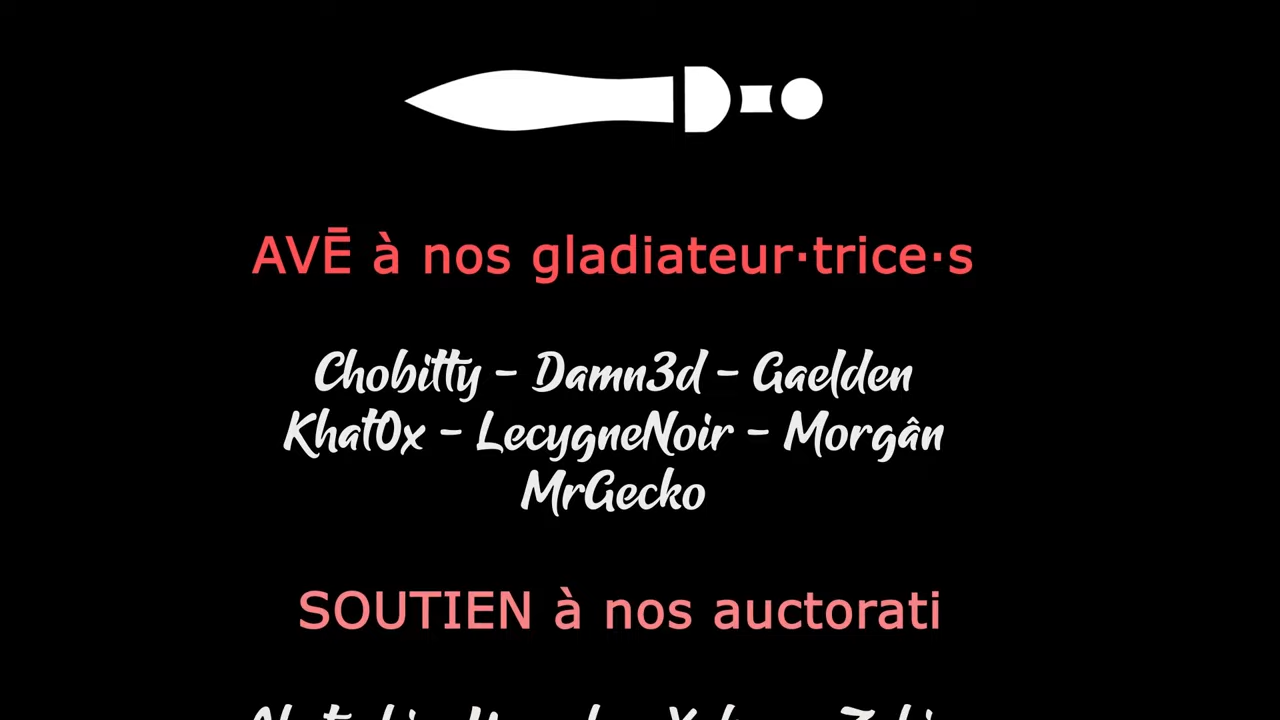 AVĒ à nos gladiateur·trice·s
Chobitty - Damn3d - Gaelden
Khat0x - LecygneNoir - Morgân
MrGecko
SOUTIEN à nos auctorati